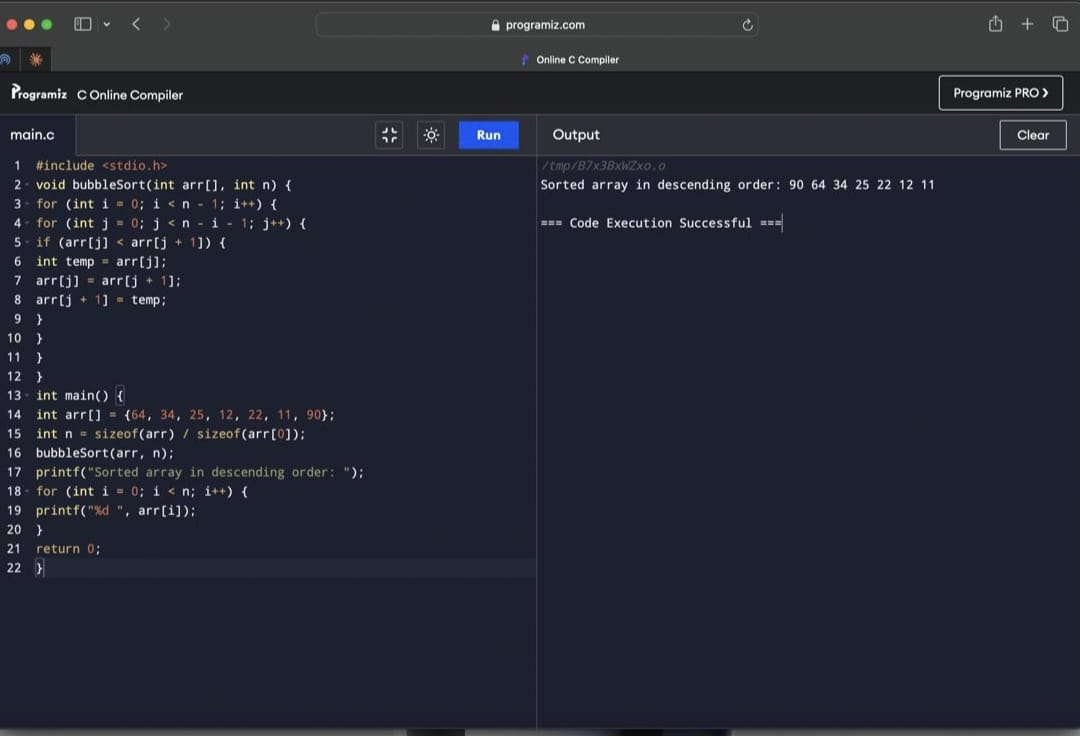 programiz.com
Online C Compiler
Programiz C Online Compiler
Programiz PRO >
main.c
Run
Output
Clear
1 #include <stdio.h>
2 void bubbleSort(int arr[], int n) {
3 for (int i = 0; i < n - 1; i++) {
4 for (int j = 0; j < n - i - 1; j++) {
5 if (arr[j] < arr[j + 1]) {
6 int temp = arr[j];
7 arr[j] = arr[j + 1];
8 arr[j + 1] = temp;
9 }
10 }
11 }
12 }
13 int main() {
14 int arr[] = {64, 34, 25, 12, 22, 11, 90};
15 int n = sizeof(arr) / sizeof(arr[0]);
16 bubbleSort(arr, n);
17 printf("Sorted array in descending order: ");
18 for (int i = 0; i < n; i++) {
19 printf("%d ", arr[i]);
20 }
21 return 0;
22 }
/tmp/B7x3BxWZxo.o
Sorted array in descending order: 90 64 34 25 22 12 11
=== Code Execution Successful ===